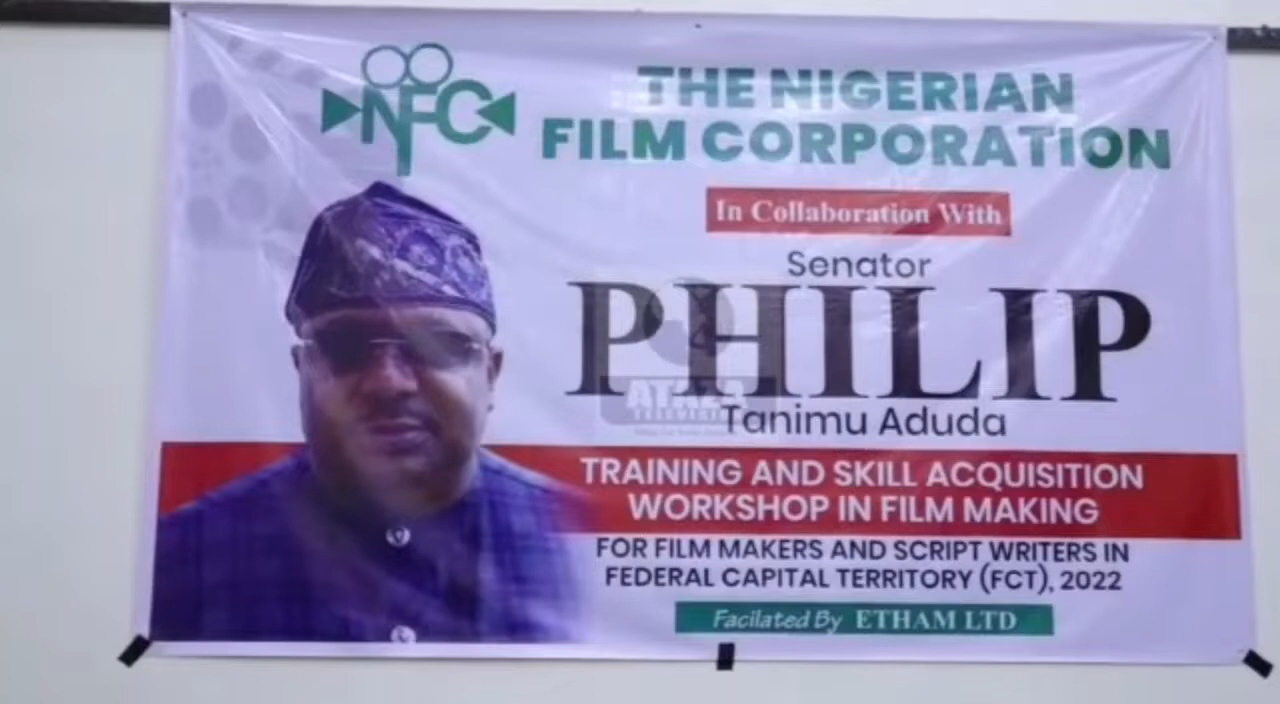 NFC
THE NIGERIAN
FILM CORPORATION
In Collaboration With
Senator
PHILIP
Tanimu Aduda
TRAINING AND SKILL ACQUISITION
WORKSHOP IN FILM MAKING
FOR FILM MAKERS AND SCRIPT WRITERS IN
FEDERAL CAPITAL TERRITORY (FCT), 2022
Facilated By ETHAM LTD
TELEVISION